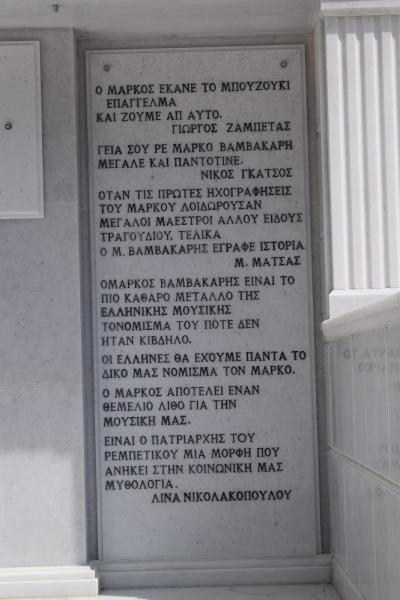 Ο ΜΑΡΚΟΣ ΕΚΑΝΕ ΤΟ ΜΠΟΥΖΟΥΚΙ
ΕΠΑΓΓΕΛΜΑ
ΚΑΙ ΖΟΥΜΕ ΑΠ ΑΥΤΟ.
ΓΙΩΡΓΟΣ ΖΑΜΠΕΤΑΣ
ΓΕΙΑ ΣΟΥ ΡΕ ΜΑΡΚΟ ΒΑΜΒΑΚΑΡΗ
ΜΕΓΑΛΕ ΚΑΙ ΠΑΝΤΟΤΙΝΕ.
ΝΙΚΟΣ ΓΚΑΤΣΟΣ
ΟΤΑΝ ΤΙΣ ΠΡΩΤΕΣ ΗΧΟΓΡΑΦΗΣΕΙΣ
ΤΟΥ ΜΑΡΚΟΥ ΛΟΙΔΩΡΟΥΣΑΝ
ΜΕΓΑΛΟΙ ΜΑΕΣΤΡΟΙ ΑΛΛΟΥ ΕΙΔΟΥΣ
ΤΡΑΓΟΥΔΙΟΥ, ΤΕΛΙΚΑ
Ο Μ. ΒΑΜΒΑΚΑΡΗΣ ΕΓΡΑΦΕ ΙΣΤΟΡΙΑ
Μ. ΜΑΤΣΑΣ
ΟΜΑΡΚΟΣ ΒΑΜΒΑΚΑΡΗΣ ΕΙΝΑΙ ΤΟ
ΠΙΟ ΚΑΘΑΡΟ ΜΕΤΑΛΛΟ ΤΗΣ
ΕΛΛΗΝΙΚΗΣ ΜΟΥΣΙΚΗΣ
ΤΟΝΟΜΙΣΜΑ ΤΟΥ ΠΟΤΕ ΔΕΝ
ΗΤΑΝ ΚΙΒΔΗΛΟ.
ΟΙ ΕΛΛΗΝΕΣ ΘΑ ΕΧΟΥΜΕ ΠΑΝΤΑ ΤΟ
ΔΙΚΟ ΜΑΣ ΝΟΜΙΣΜΑ ΤΟΝ ΜΑΡΚΟ.
Ο ΜΑΡΚΟΣ ΑΠΟΤΕΛΕΙ ΕΝΑΝ
ΘΕΜΕΛΙΟ ΛΙΘΟ ΓΙΑ ΤΗΝ
ΜΟΥΣΙΚΗ ΜΑΣ.
ΕΙΝΑΙ Ο ΠΑΤΡΙΑΡΧΗΣ ΤΟΥ
ΡΕΜΠΕΤΙΚΟΥ ΜΙΑ ΜΟΡΦΗ ΠΟΥ
ΑΝΗΚΕΙ ΣΤΗΝ ΚΟΙΝΩΝΙΚΗ ΜΑΣ
ΜΥΘΟΛΟΓΙΑ.
ΛΙΝΑ ΝΙΚΟΛΑΚΟΠΟΥΛΟΥ